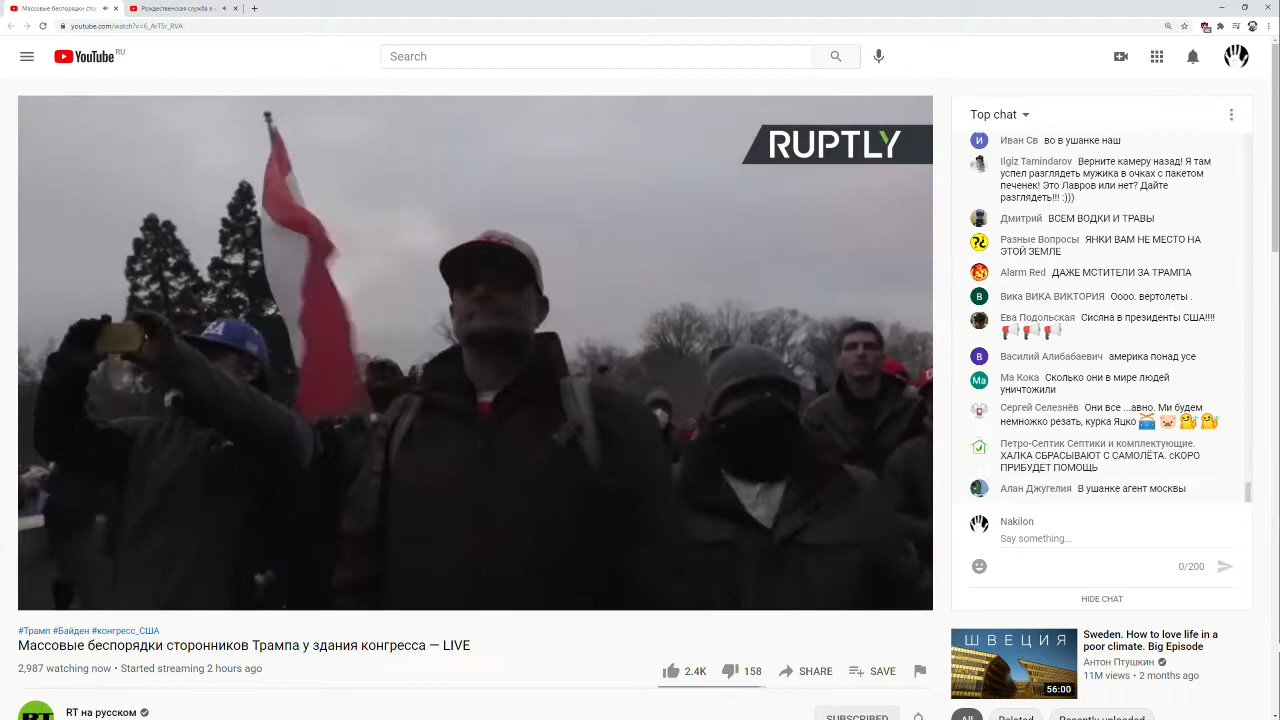 Массовые беспорядки сторо
Рождественская служба в х
youtube.com/watch?v=6_ArT5r_RVA
YouTube RU
Search
RUPTLY
Top chat
Иван Св во в ушанке наш
Ilgiz Tamindarov Верните камеру назад! Я там
успел разглядеть мужика в очках с пакетом
печенек! Это Лавров или нет? Дайте
разглядеть!!! :)))
Дмитрий ВСЕМ ВОДКИ И ТРАВЫ
Разные Вопросы ЯНКИ ВАМ НЕ МЕСТО НА
ЭТОЙ ЗЕМЛЕ
Alarm Red ДАЖЕ МСТИТЕЛИ ЗА ТРАМПА
В
Вика ВИКА ВИКТОРИЯ Оооо. вертолеты .
Ева Подольская Сисяна в президенты США!!!!
В
Василий Алибабаевич америка понад усе
Ма
Ма Кока Сколько они в мире людей
уничтожили
Сергей Селезнёв Они все ...авно. Ми будем
немножко резать, курка Яцко
Петро-Септик Септики и комплектующие.
ХАЛКА СБРАСЫВАЮТ С САМОЛЁТА. сКОРО
ПРИБУДЕТ ПОМОЩЬ
Алан Джугелия В ушанке агент москвы
Nakilon
Say something...
0/200
HIDE CHAT
#Трамп #Байден #конгресс_США
Массовые беспорядки сторонников Трампа у здания конгресса — LIVE
2,987 watching now • Started streaming 2 hours ago
2.4K 158 SHARE SAVE
RT
RT на русском
SUBSCRIBED
ШВЕЦИЯ
56:00
Sweden. How to love life in a
poor climate. Big Episode
Антон Птушкин
11M views • 2 months ago
All Related Recently uploaded